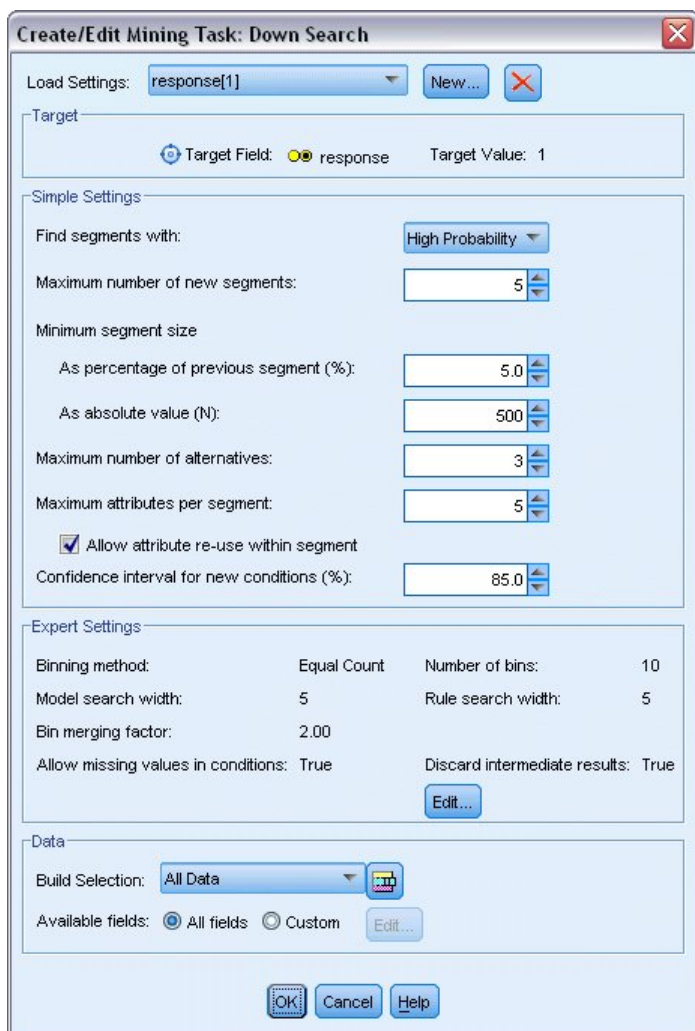 Create/Edit Mining Task: Down Search
Load Settings: response[1] New...
Target
Target Field: response Target Value: 1
Simple Settings
Find segments with: High Probability
Maximum number of new segments: 5
Minimum segment size
As percentage of previous segment (%): 5.0
As absolute value (N): 500
Maximum number of alternatives: 3
Maximum attributes per segment: 5
Allow attribute re-use within segment
Confidence interval for new conditions (%): 85.0
Expert Settings
Binning method: Equal Count Number of bins: 10
Model search width: 5 Rule search width: 5
Bin merging factor: 2.00
Allow missing values in conditions: True Discard intermediate results: True
Edit...
Data
Build Selection: All Data
Available fields: All fields Custom Edit...
OK Cancel Help